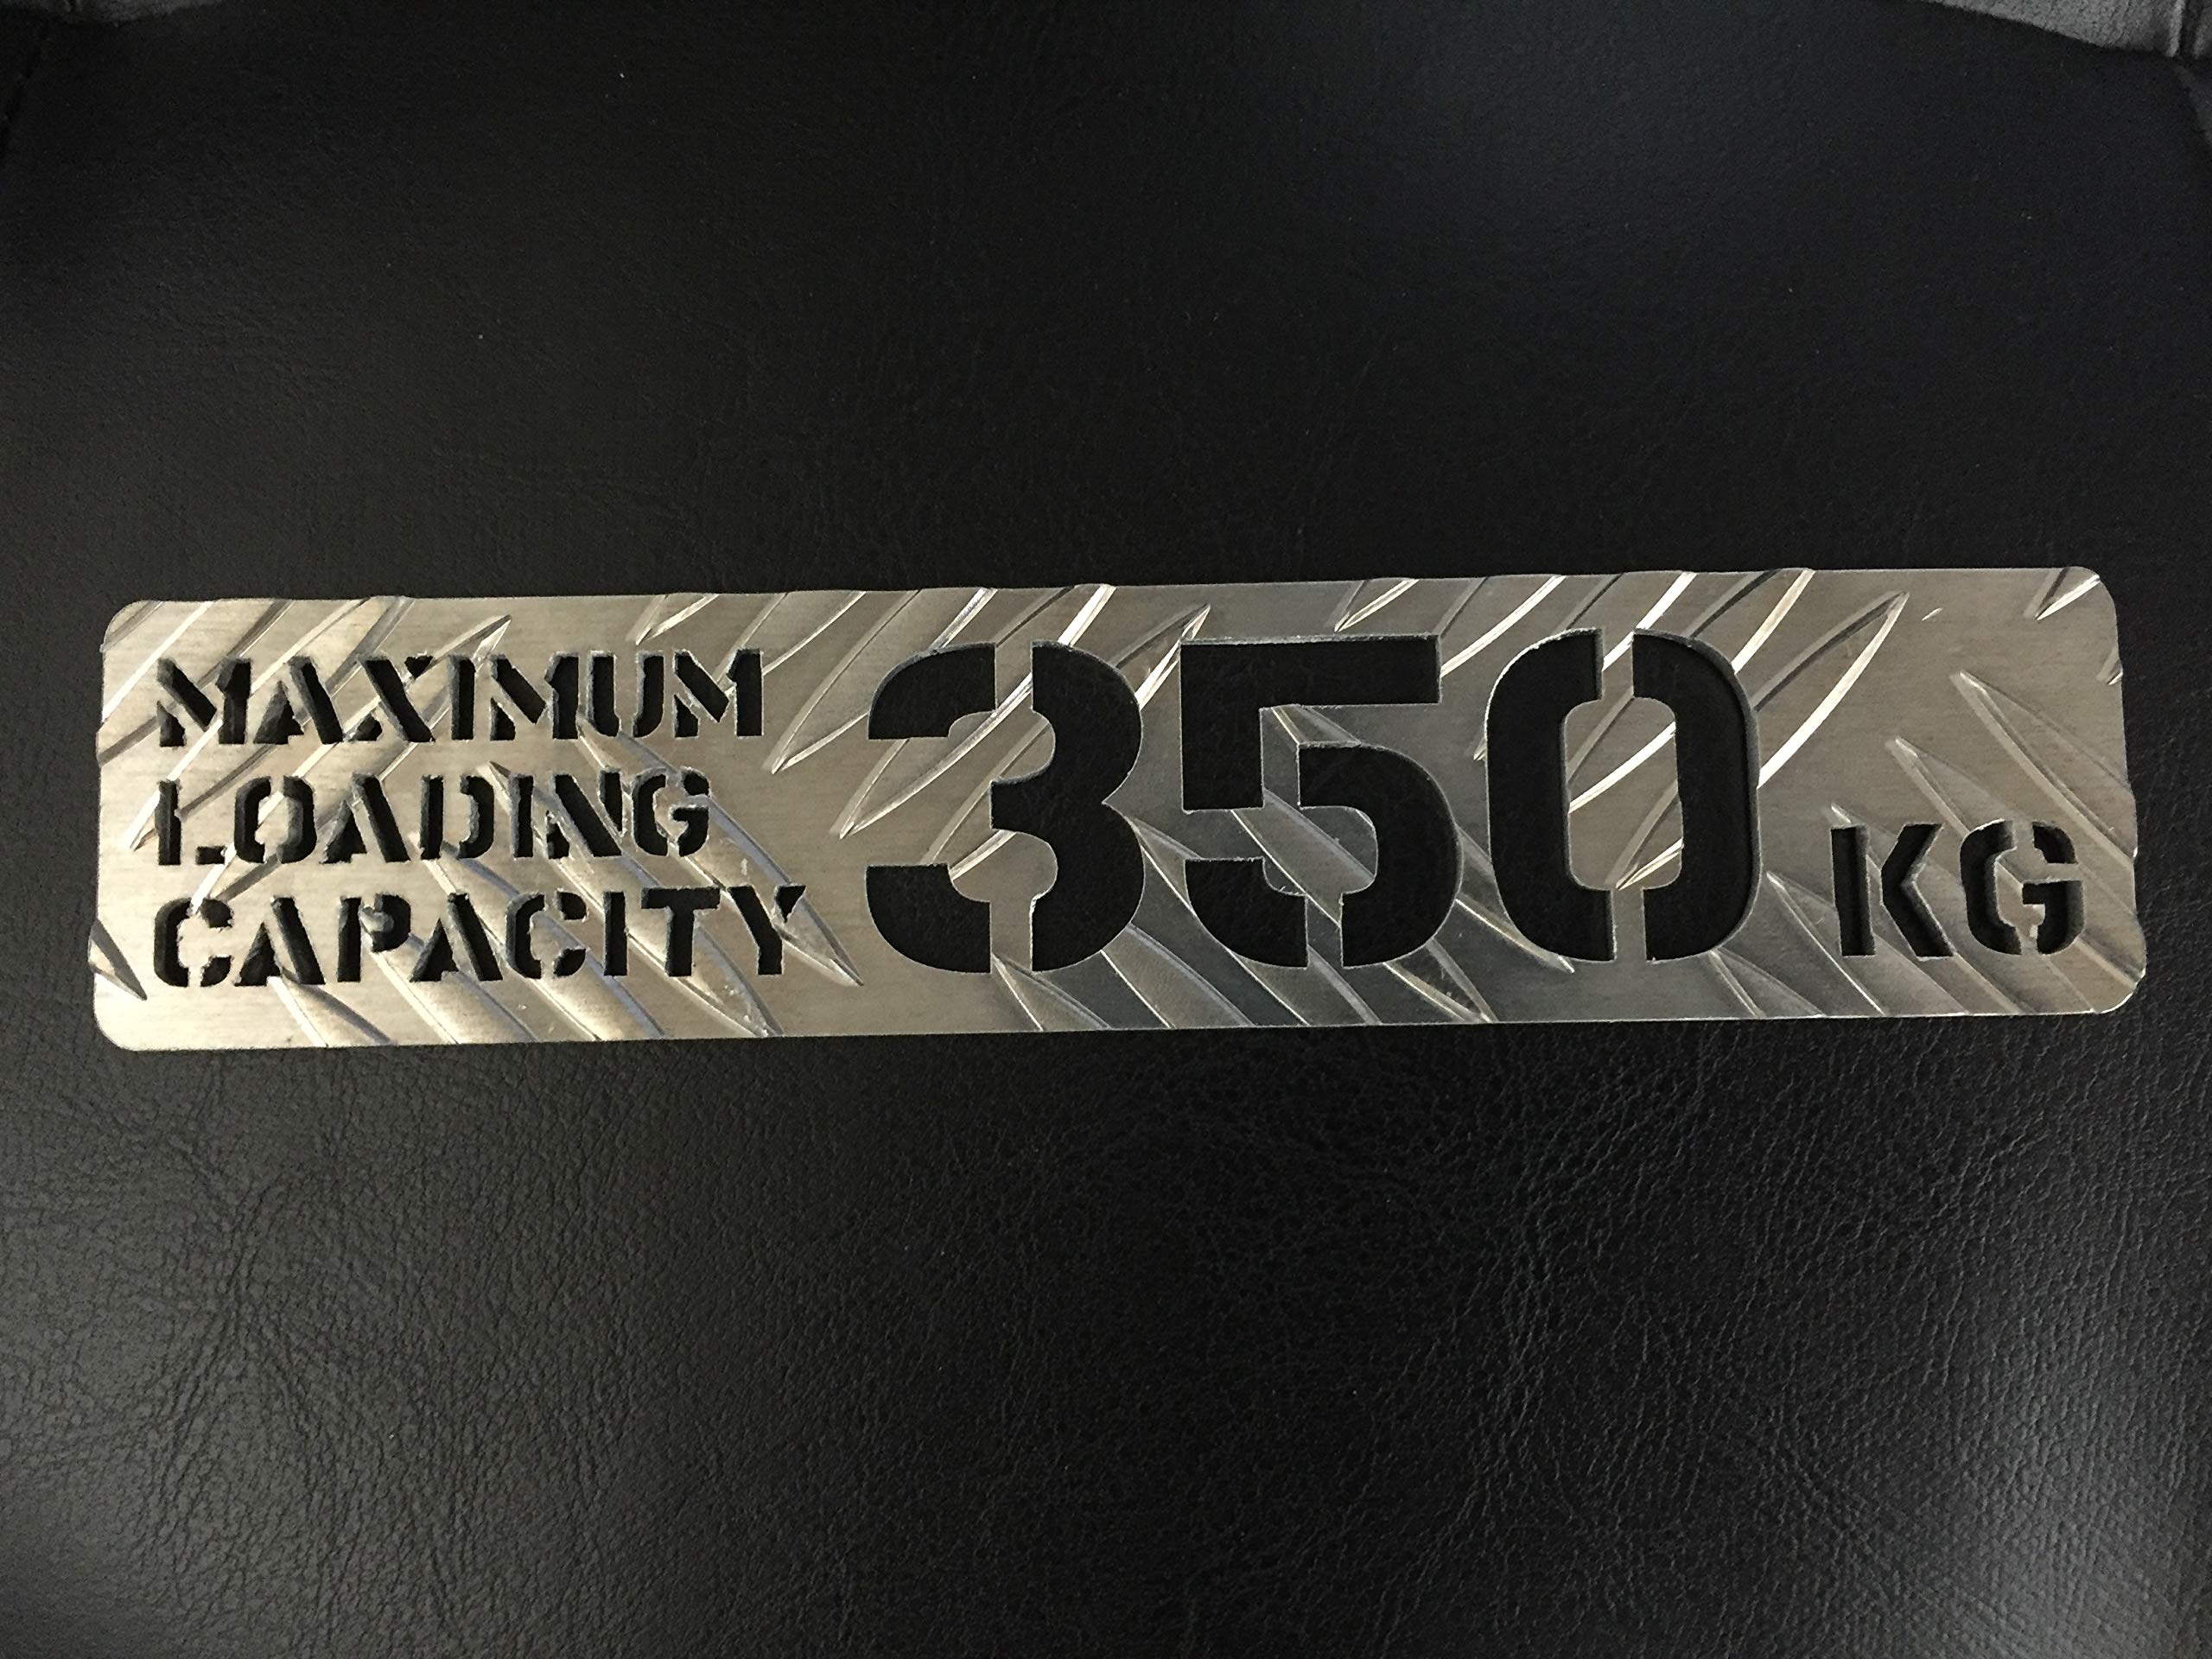 MAXIMUM
LOADING
CAPACITY
350 KG